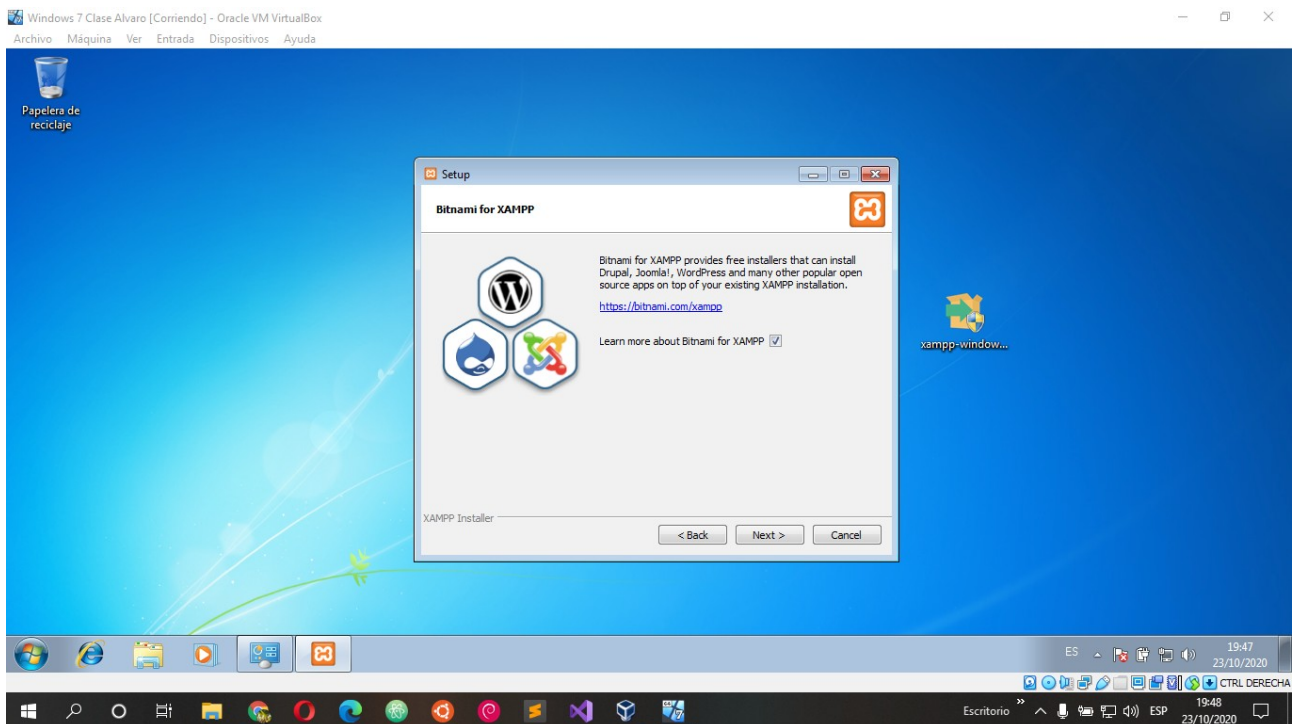 Windows 7 Clase Alvaro [Corriendo] - Oracle VM VirtualBox
Archivo Máquina Ver Entrada Dispositivos Ayuda
Papelera de
reciclaje
Setup
Bitnami for XAMPP
Bitnami for XAMPP provides free installers that can install
Drupal, Joomla!, WordPress and many other popular open
source apps on top of your existing XAMPP installation.
https://bitnami.com/xampp
Learn more about Bitnami for XAMPP
xampp-window...
XAMPP Installer
< Back Next > Cancel
ES 19:47
23/10/2020
CTRL DERECHA
Escritorio » ESP 19:48
23/10/2020